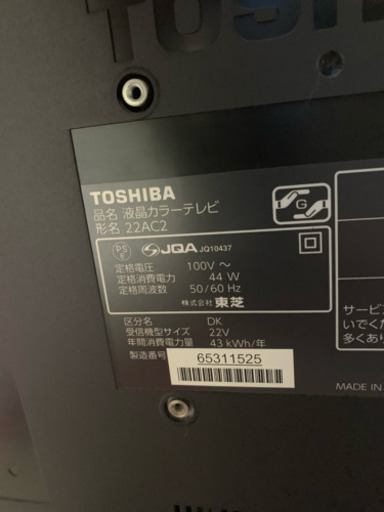 TOSHIBA
品名 液晶カラーテレビ
形名 22AC2
G
PS
E
JQA JQ10437
定格電圧 100V ～
定格消費電力 44 W
定格周波数 50/60 Hz
株式会社 東芝
区分名 DK
受信機型サイズ 22V
年間消費電力量 43 kWh/年
製造番号 65311525
サービス
いでくだ
多くあり
MADE IN